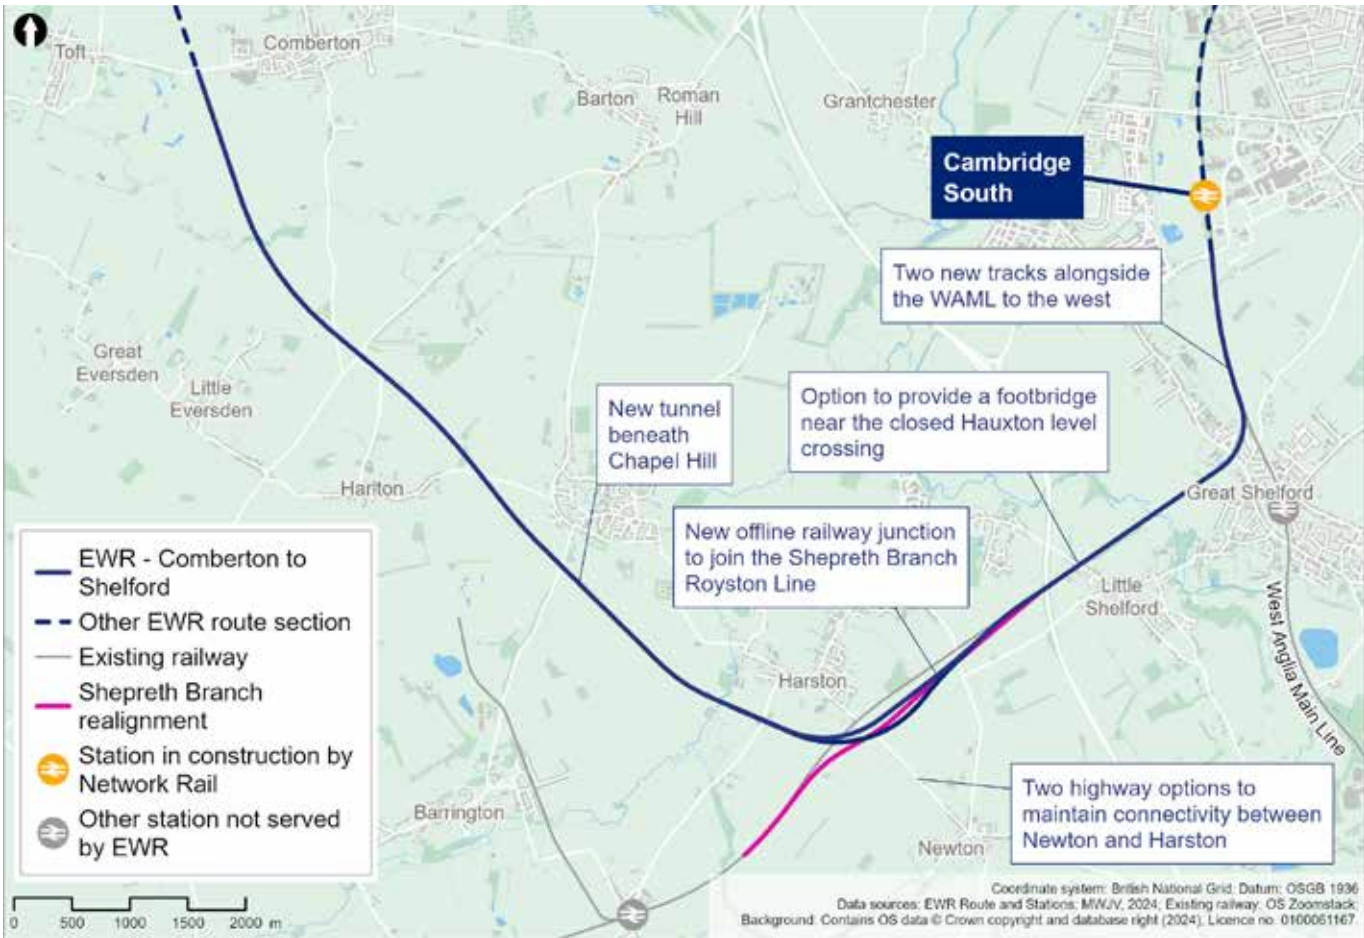 Toft
Comberton
Barton
Roman
Hill
Grantchester
Cambridge
South
Two new tracks alongside
the WAML to the west
Great
Eversden
Little
Eversden
New tunnel
beneath
Chapel Hill
Option to provide a footbridge
near the closed Hauxton level
crossing
Harlton
Great Shelford
New offline railway junction
to join the Shepreth Branch
Royston Line
Little
Shelford
West Anglia Main Line
Harston
Barrington
Newton
Two highway options to
maintain connectivity between
Newton and Harston
EWR - Comberton to
Shelford
Other EWR route section
Existing railway
Shepreth Branch
realignment
Station in construction by
Network Rail
Other station not served
by EWR
0 500 1000 1500 2000 m
Coordinate system: British National Grid; Datum: OSGB 1936
Data sources: EWR Route and Stations: MWJV, 2024; Existing railway: OS Zoomstack;
Background: Contains OS data © Crown copyright and database right (2024), Licence no. 0100061167.